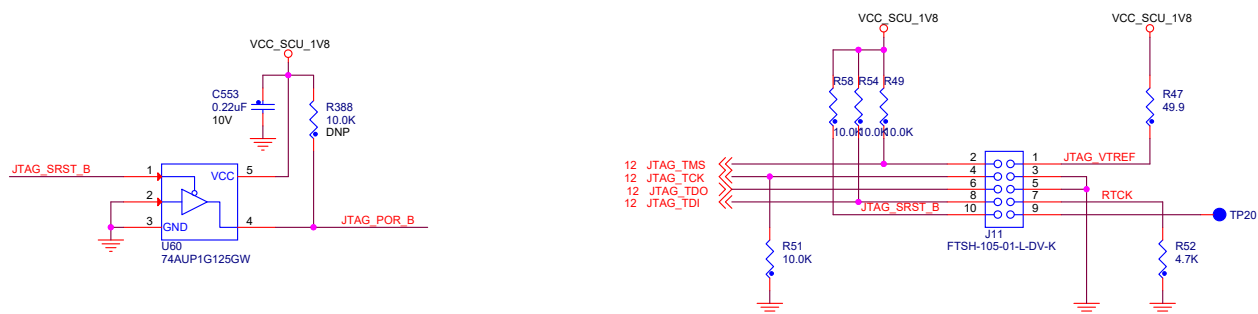 VCC_SCU_1V8
C553
0.22uF
10V
R388
10.0K
DNP
JTAG_SRST_B
1
2
3
VCC
5
GND
4
JTAG_POR_B
U60
74AUP1G125GW
VCC_SCU_1V8
VCC_SCU_1V8
R58
R54
R49
10.0K
10.0K
10.0K
R47
49.9
12 JTAG_TMS
12 JTAG_TCK
12 JTAG_TDO
12 JTAG_TDI
JTAG_SRST_B
2
4
6
8
10
1
3
5
7
9
JTAG_VTREF
RTCK
TP20
J11
FTSH-105-01-L-DV-K
R51
10.0K
R52
4.7K